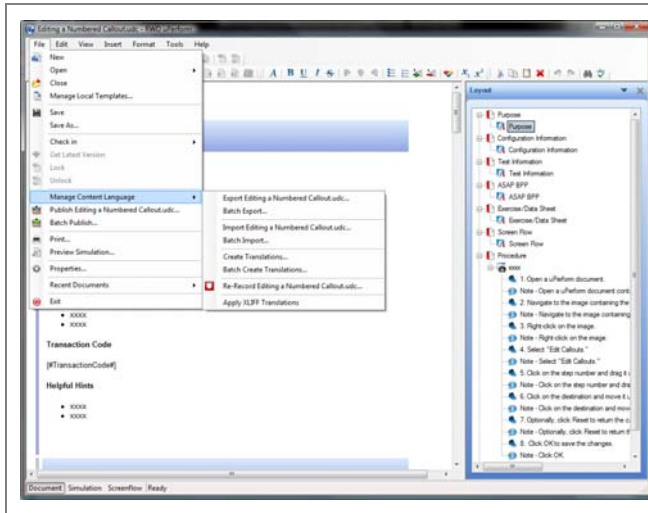 Editing a Numbered Callout.udc - RWD uPerform
File Edit View Insert Format Tools Help
New
Open
Close
Manage Local Templates...
Save
Save As...
Check in
Get Latest Version
Lock
Unlock
Manage Content Language
Publish Editing a Numbered Callout.udc...
Batch Publish...
Print...
Preview Simulation...
Properties...
Recent Documents
Exit
Export Editing a Numbered Callout.udc...
Batch Export...
Import Editing a Numbered Callout.udc...
Batch Import...
Create Translations...
Batch Create Translations...
Re-Record Editing a Numbered Callout.udc...
Apply XLIFF Translations
XXXX
XXXX
Transaction Code
[#TransactionCode#]
Helpful Hints
XXXX
XXXX
Layout
Purpose
Purpose
Configuration Information
Configuration Information
Test Information
Test Information
ASAP BPP
ASAP BPP
Exercise/Data Sheet
Exercise/Data Sheet
Screen Flow
Screen Flow
Procedure
xxxx
1. Open a uPerform document.
Note - Open a uPerform document cont
2. Navigate to the image containing the
Note - Navigate to the image containing
3. Right-click on the image.
Note - Right-click on the image.
4. Select "Edit Callouts."
Note - Select "Edit Callouts."
5. Click on the step number and drag it u
Note - Click on the step number and dra
6. Click on the destination and move it u
Note - Click on the destination and mov
7. Optionally, click Reset to return the c
Note - Optionally, click Reset to return t
8. Click OK to save the changes.
Note - Click OK
Document Simulation Screenflow Ready